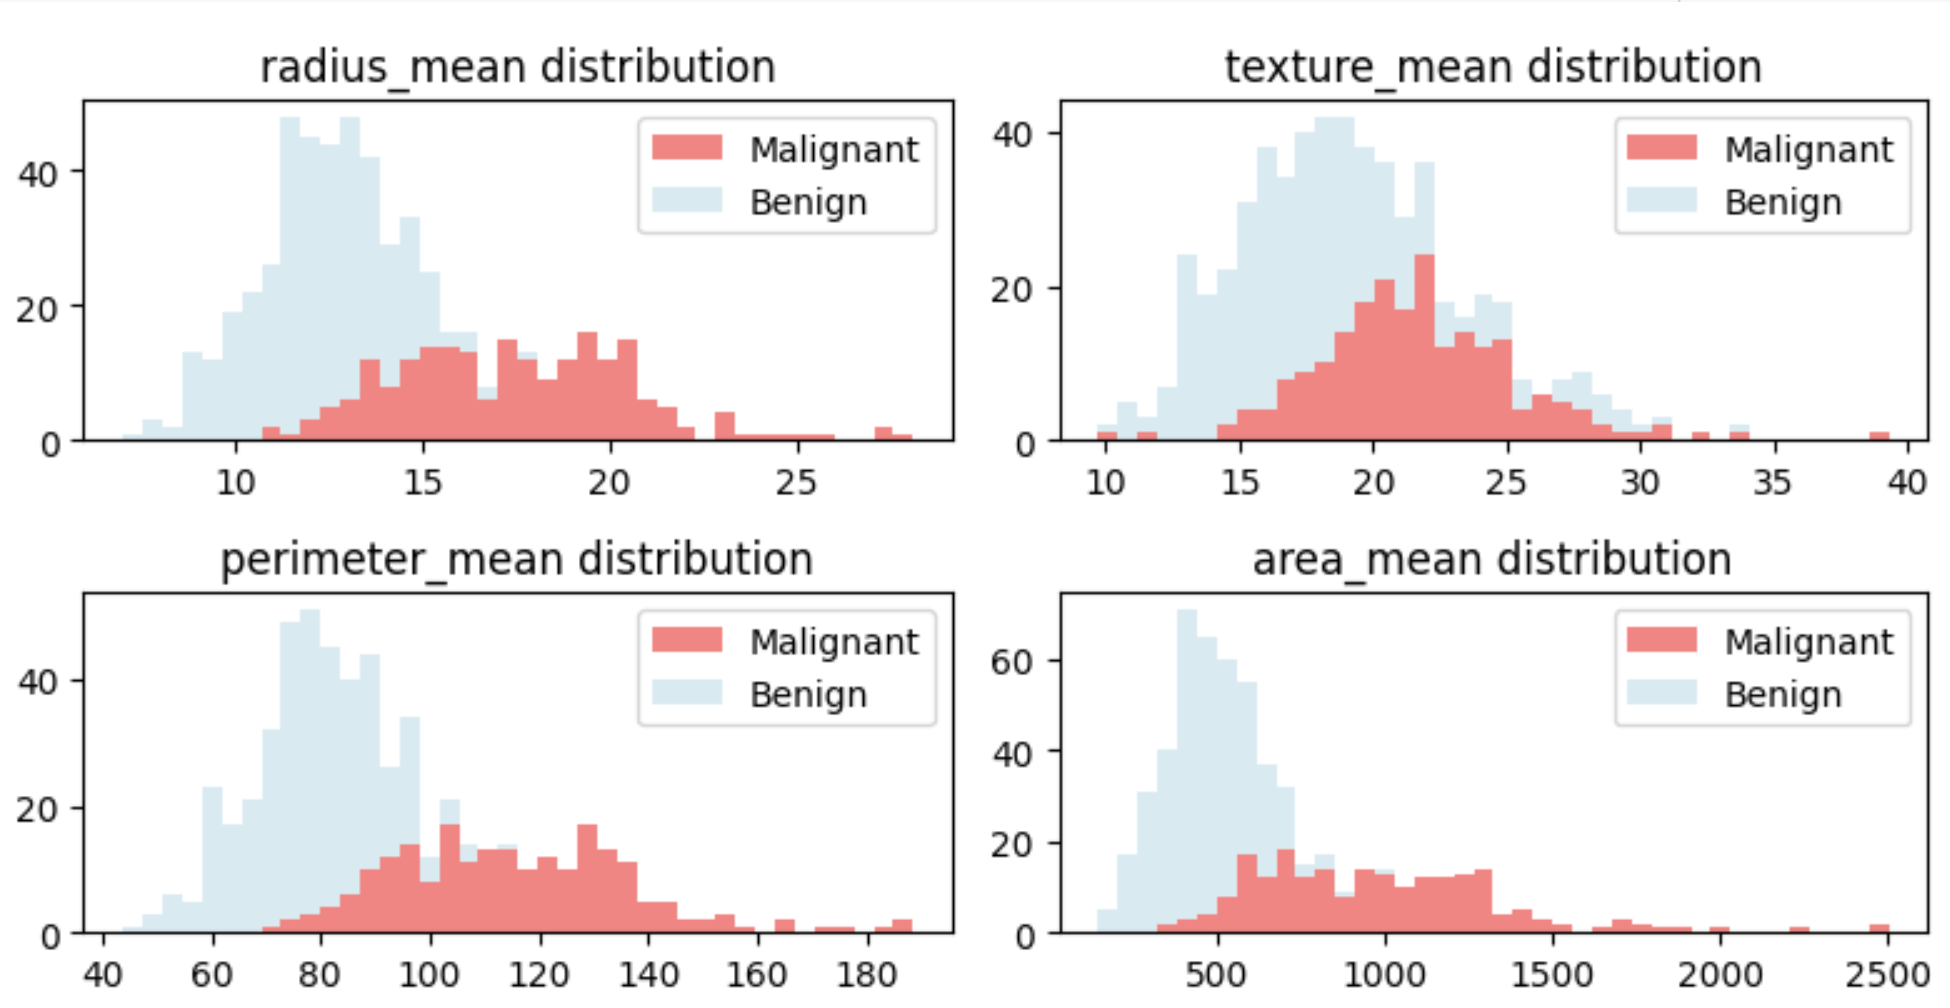 radius_mean distribution
Malignant
Benign
40
20
0
10 15 20 25
texture_mean distribution
Malignant
Benign
40
20
0
10 15 20 25 30 35 40
perimeter_mean distribution
Malignant
Benign
40
20
0
40 60 80 100 120 140 160 180
area_mean distribution
Malignant
Benign
60
40
20
0
500 1000 1500 2000 2500